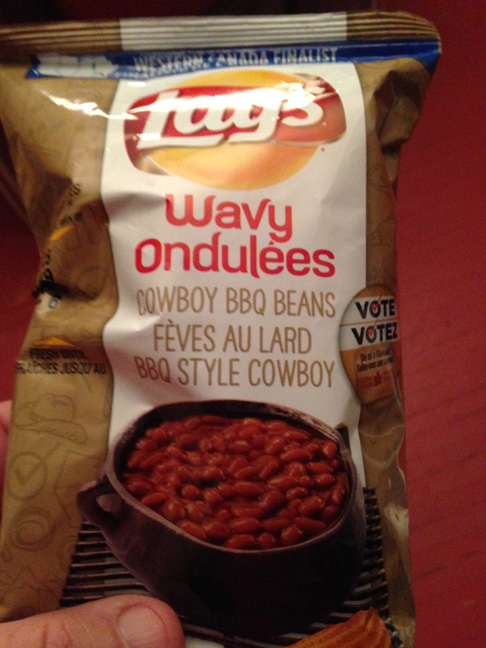 WESTERN CANADA FINALIST
Lay's
Wavy
Ondulées
COWBOY BBQ BEANS
FÈVES AU LARD
BBQ STYLE COWBOY
VOTE
VOTEZ
FRESH UNTIL
FRAÎCHES JUSQU'AU